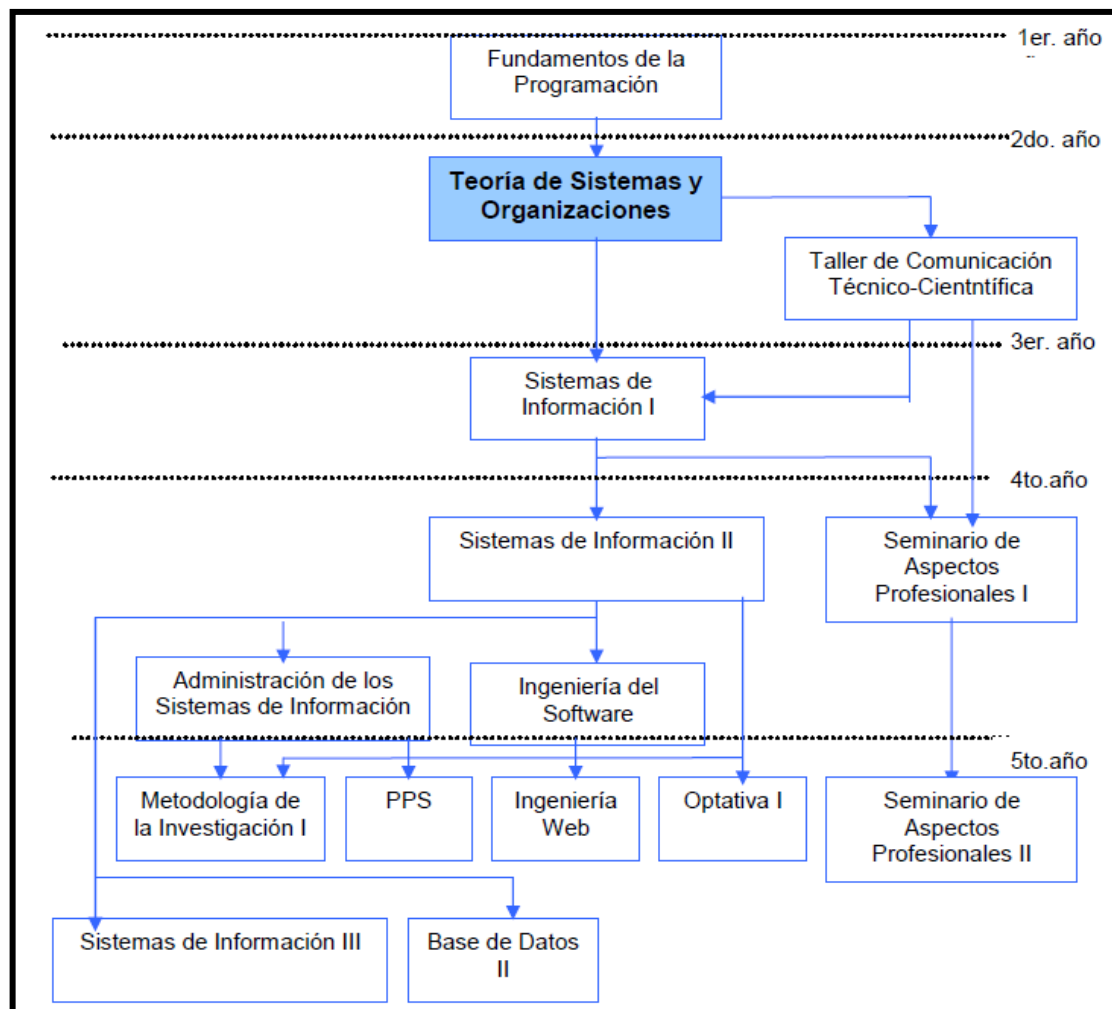 1er. año
Fundamentos de la
Programación
2do. año
Teoría de Sistemas y
Organizaciones
Taller de Comunicación
Técnico-Cientntífica
3er. año
Sistemas de
Información I
4to.año
Sistemas de Información II
Seminario de
Aspectos
Profesionales I
Administración de los
Sistemas de Información
Ingeniería del
Software
5to.año
Metodología de
la Investigación I
PPS
Ingeniería
Web
Optativa I
Seminario de
Aspectos
Profesionales II
Sistemas de Información III
Base de Datos
II